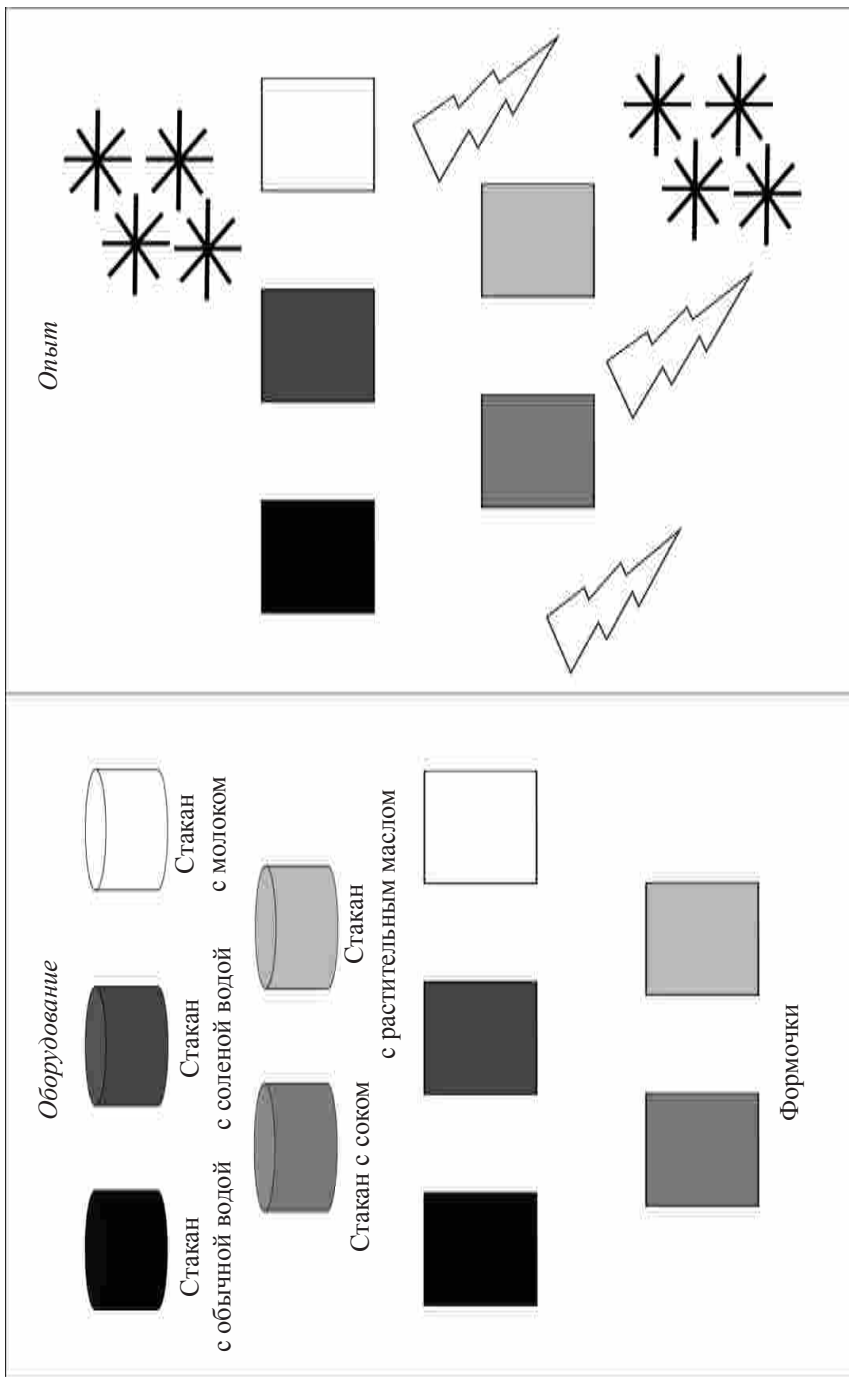 Оборудование
Стакан
с обычной водой
Стакан
с соленой водой
Стакан
с молоком
Стакан с соком
Стакан
с растительным маслом
Формочки
Опыт